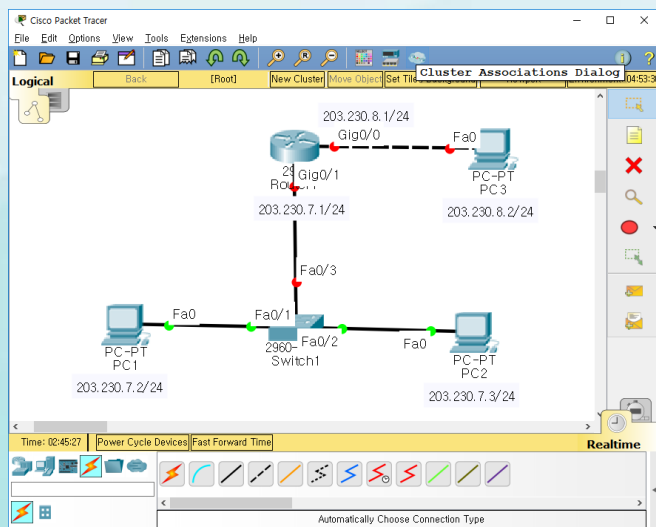 Cisco Packet Tracer
File Edit Options View Tools Extensions Help
Cluster Associations Dialog
Logical Back [Root] New Cluster Move Object Set Tiled
203.230.8.1/24
Gig0/0 Fa0
Gig0/1
PC-PT
PC3
203.230.7.1/24
203.230.8.2/24
Fa0/3
Fa0 Fa0/1
Fa0/2 Fa0
2960-
Switch1
PC-PT
PC1
PC-PT
PC2
203.230.7.2/24
203.230.7.3/24
Time: 02:45:27 Power Cycle Devices Fast Forward Time
Realtime
Automatically Choose Connection Type